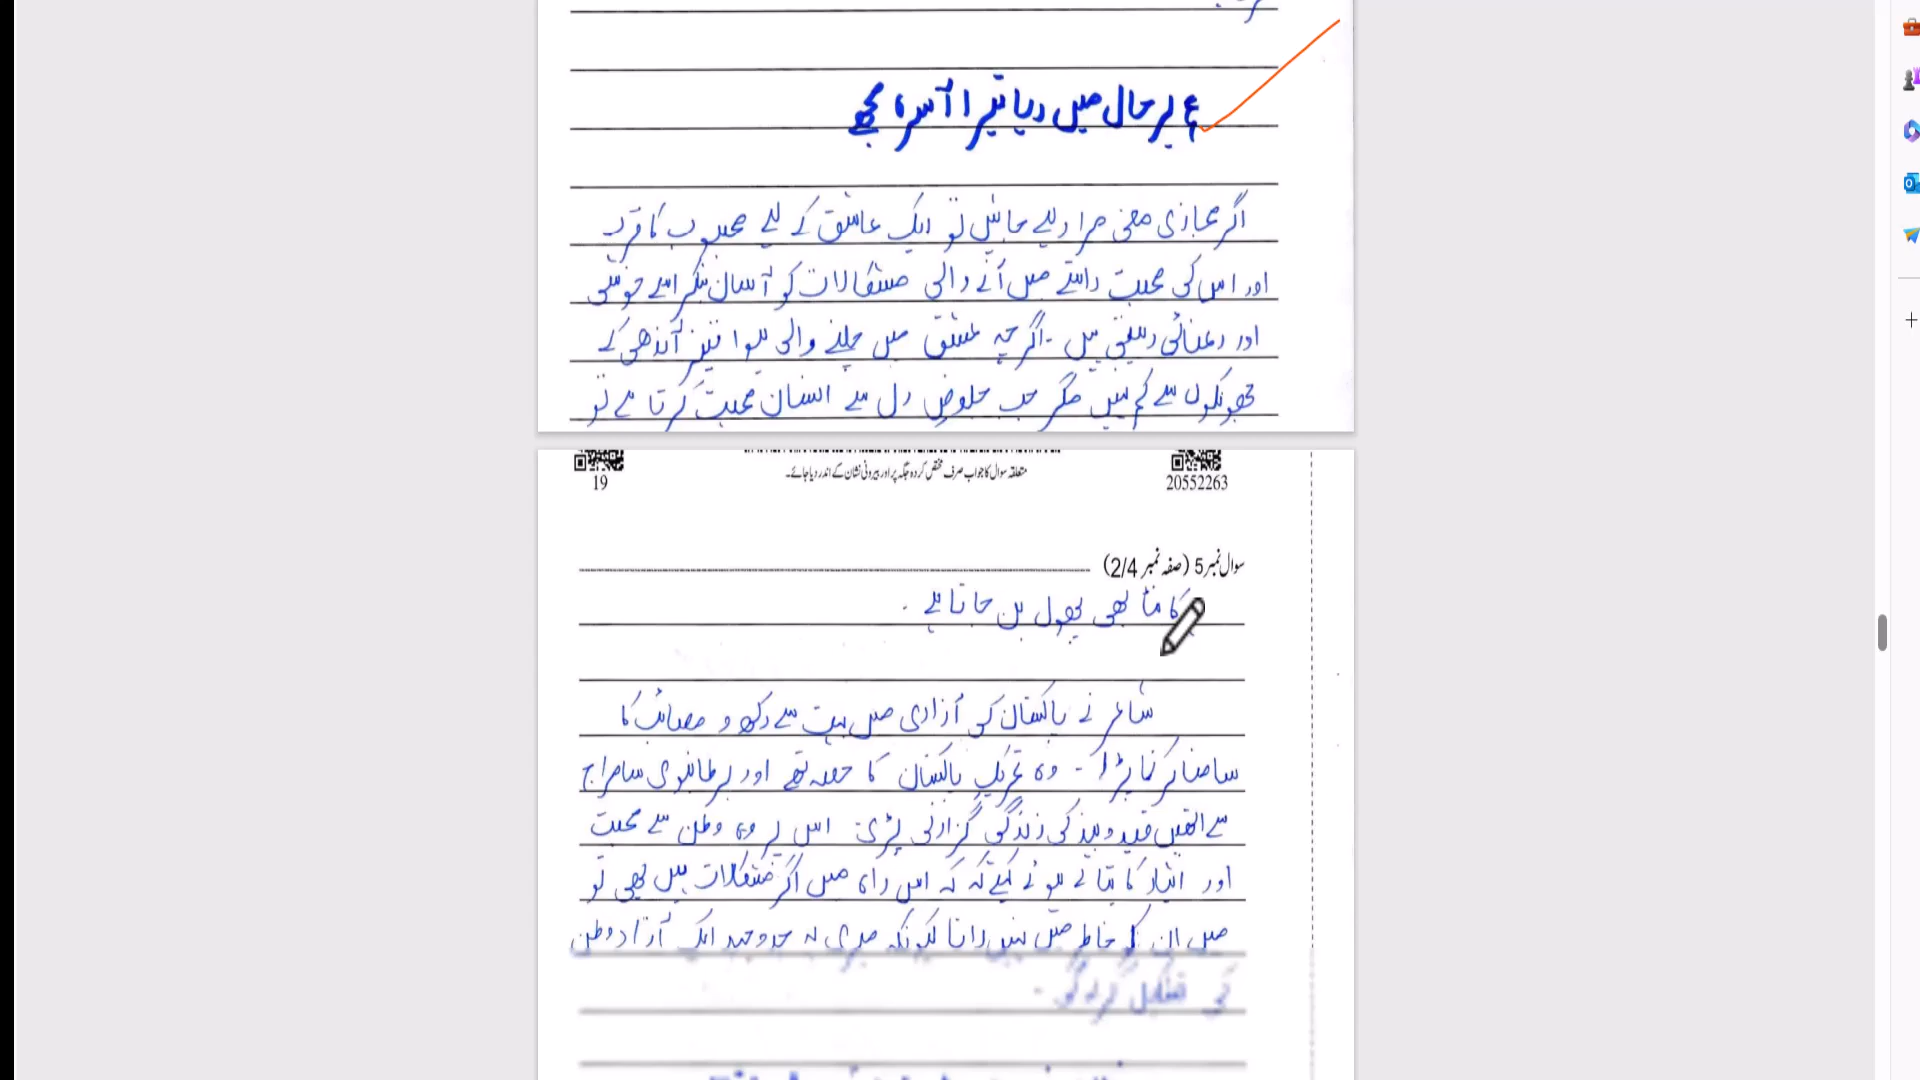 ع ہر حال میں رہا تیرا آسرا مجھے
اگر مجازی معنی مراد لیے جائیں تو ایک عاشق کے لیے محبوب کا قرب
اور اس کی محبت راستے میں آنے والی مشکلات کو آسان بنکر اسے خوشی
اور رعنائی دیتی ہیں ۔ اگرچہ عشق میں چلنے والی ہوا تیز آندھی کے
جھونکوں سے کم نہیں مگر جب خلوصِ دل سے انسان محبت کرتا ہے تو
19
متعلقہ سوال کا جواب صرف مختص کردہ جگہ پر اور بیرونی نشان کے اندر دیا جائے۔
20552263
سوال نمبر 5 (صفحہ نمبر 2/4)
کانٹا بھی پھول بن جاتا ہے ۔
شاعر نے پاکستان کی آزادی میں بہت سے دکھ و مصائب کا
سامنا کرنا پڑا ۔ وہ تحریکِ پاکستان کا حصہ تھے اور برطانوی سامراج
سے انھیں قید و بند کی زندگی گزارنی پڑی ۔ اس لیے وہ وطن سے محبت
اور ایثار کا بتاتے ہوئے کہتے کہ کہ اس راہ میں اگر مشکلات ہیں بھی تو
میں ان کو خاطر میں نہیں لاتا کیونکہ میری یہ جدوجہد ایک آزاد وطن
کی تشکیل کرے گی ۔